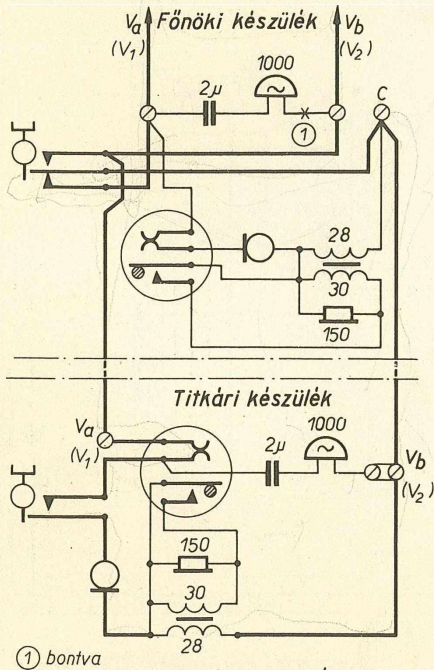 Va Főnöki készülék Vb
(V1) (V2)
1000
2µ
C
1
28
30
150
Titkári készülék
Va
(V1)
1000
2µ
Vb
(V2)
150
30
28
1 bontva